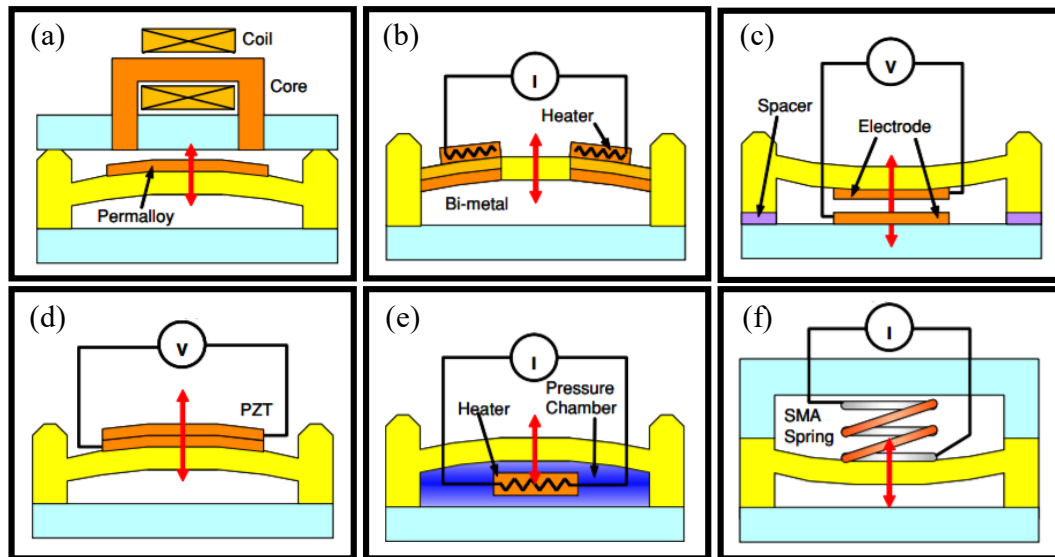 (a)
Coil
Core
Permalloy
(b)
I
Heater
Bi-metal
(c)
V
Spacer
Electrode
(d)
V
PZT
(e)
I
Heater
Pressure
Chamber
(f)
I
SMA
Spring